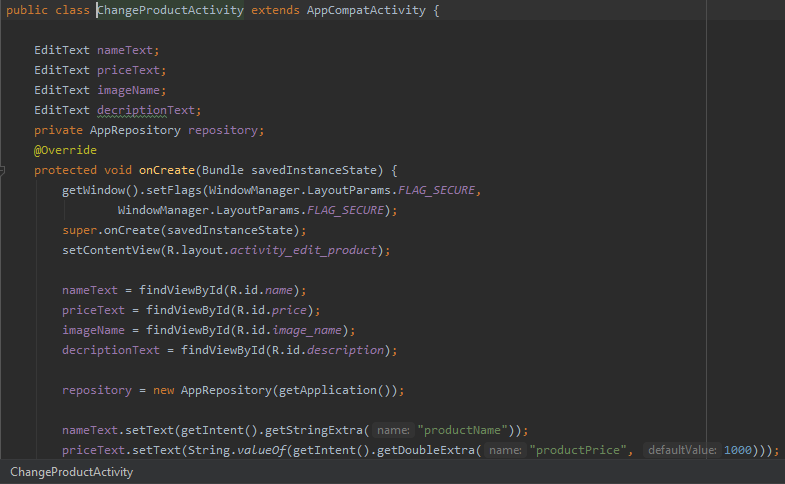 public class ChangeProductActivity extends AppCompatActivity {
EditText nameText;
EditText priceText;
EditText imageName;
EditText decriptionText;
private AppRepository repository;
@Override
protected void onCreate(Bundle savedInstanceState) {
getWindow().setFlags(WindowManager.LayoutParams.FLAG_SECURE,
WindowManager.LayoutParams.FLAG_SECURE);
super.onCreate(savedInstanceState);
setContentView(R.layout.activity_edit_product);
nameText = findViewById(R.id.name);
priceText = findViewById(R.id.price);
imageName = findViewById(R.id.image_name);
decriptionText = findViewById(R.id.description);
repository = new AppRepository(getApplication());
nameText.setText(getIntent().getStringExtra( name: "productName"));
priceText.setText(String.valueOf(getIntent().getDoubleExtra( name: "productPrice", defaultValue: 1000)));
ChangeProductActivity